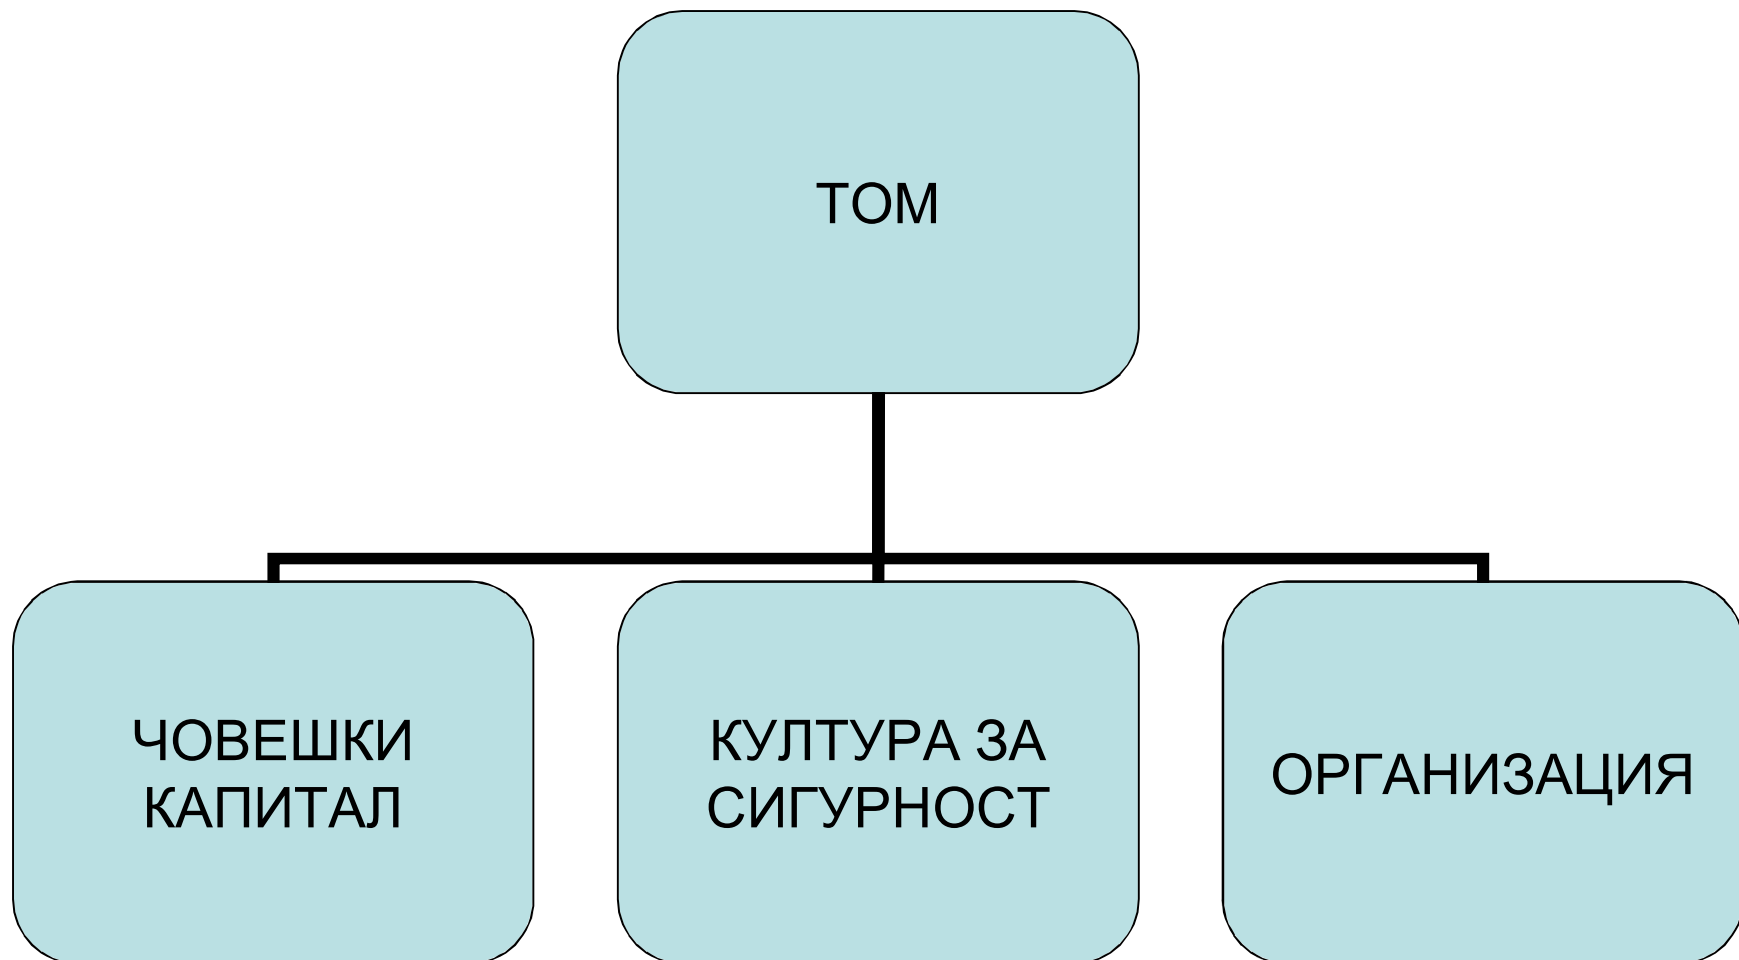 ТОМ
ЧОВЕШКИ
КАПИТАЛ
КУЛТУРА ЗА
СИГУРНОСТ
ОРГАНИЗАЦИЯ